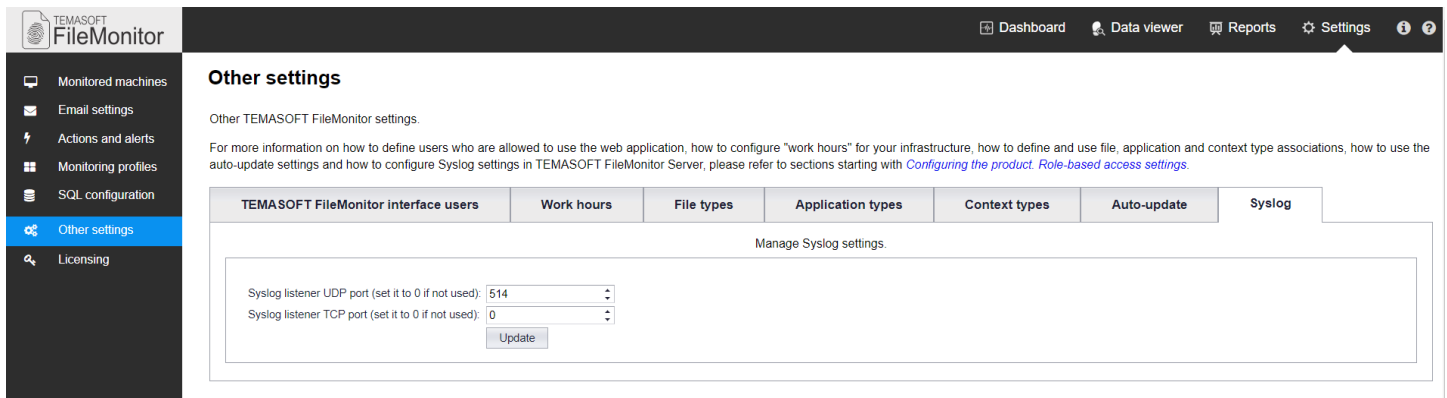 TEMASOFT
FileMonitor
Dashboard
Data viewer
Reports
Settings
Monitored machines
Email settings
Actions and alerts
Monitoring profiles
SQL configuration
Other settings
Licensing
Other settings
Other TEMASOFT FileMonitor settings.
For more information on how to define users who are allowed to use the web application, how to configure "work hours" for your infrastructure, how to define and use file, application and context type associations, how to use the
auto-update settings and how to configure Syslog settings in TEMASOFT FileMonitor Server, please refer to sections starting with Configuring the product. Role-based access settings.
TEMASOFT FileMonitor interface users
Work hours
File types
Application types
Context types
Auto-update
Syslog
Manage Syslog settings.
Syslog listener UDP port (set it to 0 if not used): 514
Syslog listener TCP port (set it to 0 if not used): 0
Update